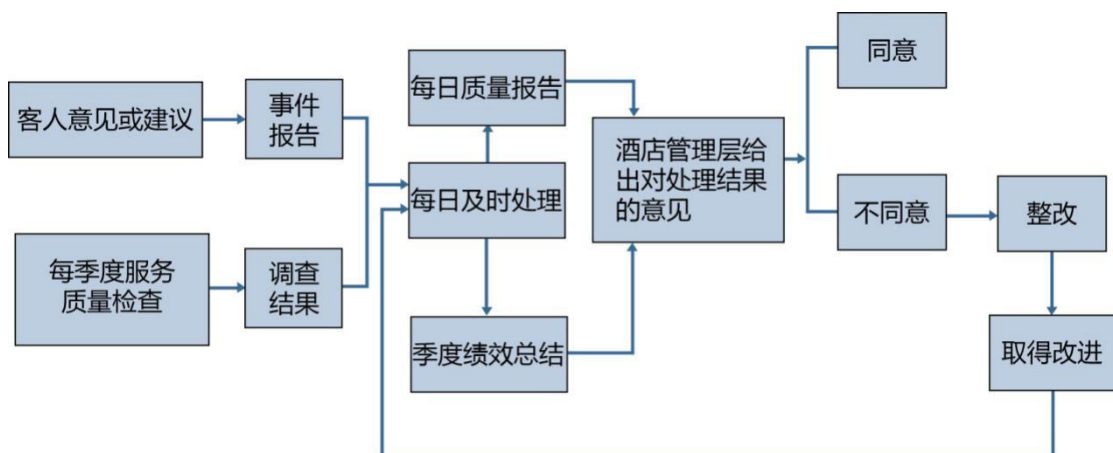 客人意见或建议
事件
报告
每季度服务
质量检查
调查
结果
每日质量报告
每日及时处理
季度绩效总结
酒店管理层给
出对处理结果
的意见
同意
不同意
整改
取得改进